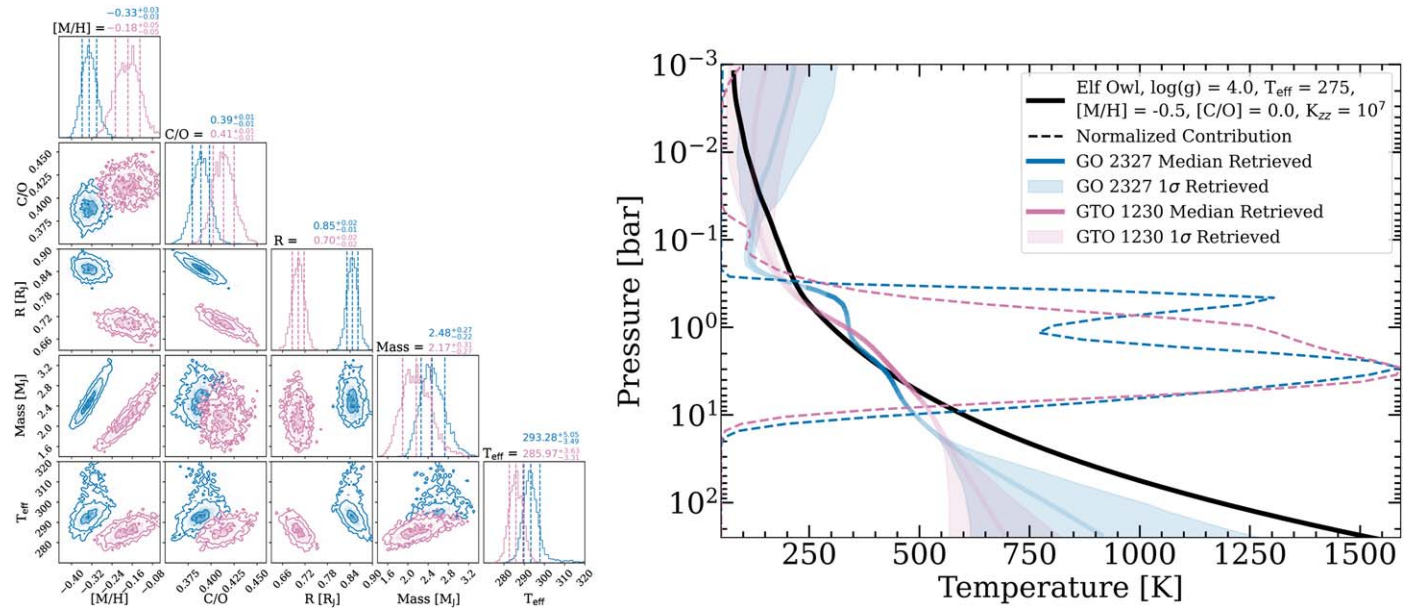 −0.33+0.03−0.03
[M/H] = −0.18+0.05−0.05
0.39+0.01−0.01
C/O = 0.41+0.01−0.01
0.85+0.02−0.01
R = 0.70+0.02−0.02
2.48+0.27−0.22
Mass = 2.17+0.31−0.27
293.28+5.05−3.49
Teff = 285.97+3.63−3.31
C/O
0.450
0.425
0.400
0.375
R [RJ]
0.90
0.84
0.78
0.72
0.66
Mass [MJ]
3.2
2.8
2.4
2.0
1.6
Teff
320
310
300
290
280
−0.40 −0.32 −0.24 −0.16 −0.08
[M/H]
0.375 0.400 0.425 0.450
C/O
0.66 0.72 0.78 0.84 0.90
R [RJ]
1.6 2.0 2.4 2.8 3.2
Mass [MJ]
280 290 300 310 320
Teff
Pressure [bar]
10−3
10−2
10−1
100
101
102
Elf Owl, log(g) = 4.0, Teff = 275,
[M/H] = -0.5, [C/O] = 0.0, Kzz = 107
Normalized Contribution
GO 2327 Median Retrieved
GO 2327 1σ Retrieved
GTO 1230 Median Retrieved
GTO 1230 1σ Retrieved
250 500 750 1000 1250 1500
Temperature [K]